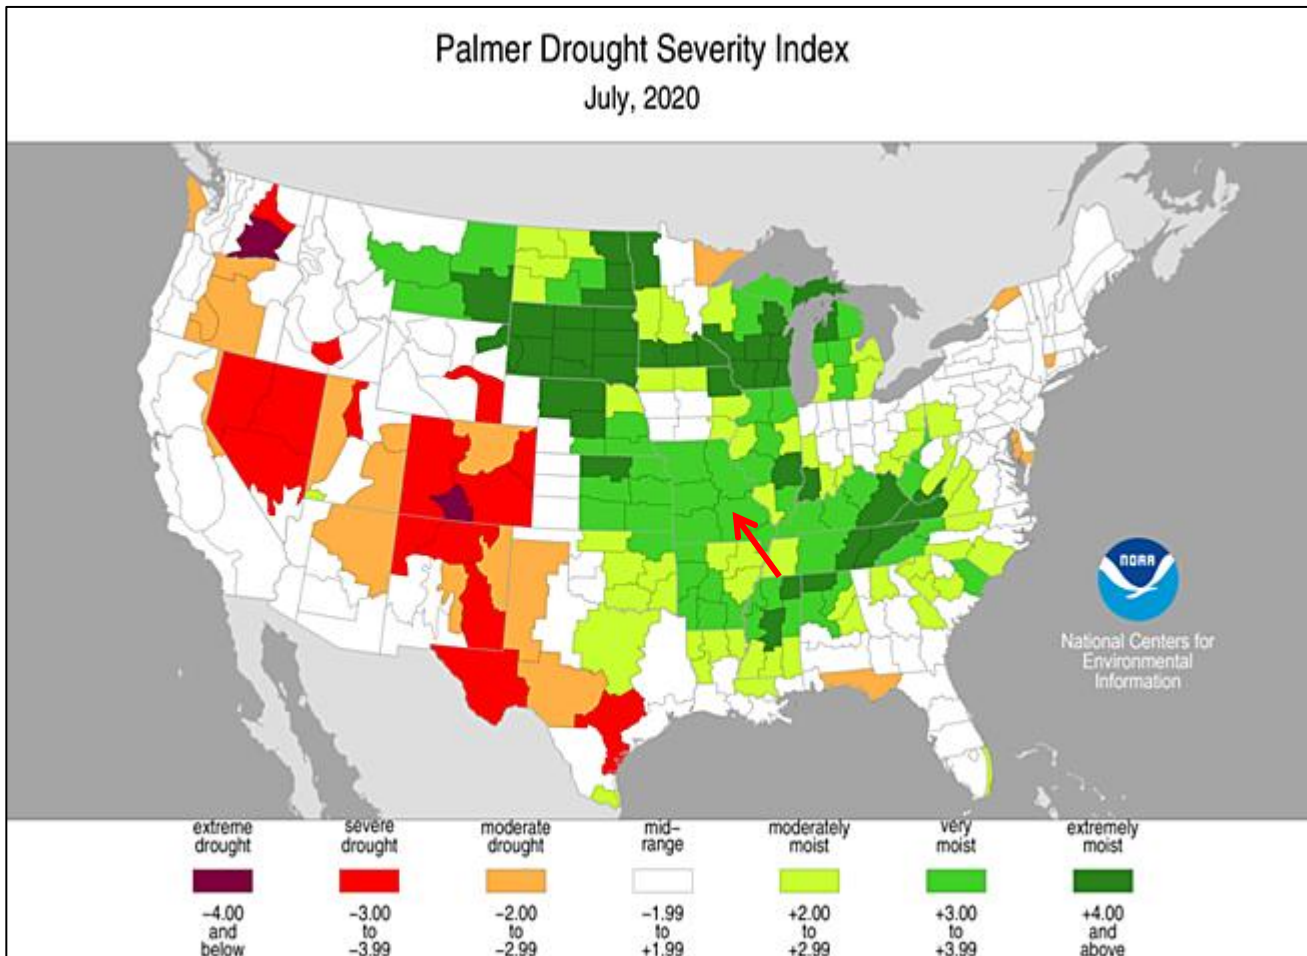 Palmer Drought Severity Index
July, 2020
NOAA
National Centers for
Environmental
Information
extreme
drought
severe
drought
moderate
drought
mid–
range
moderately
moist
very
moist
extremely
moist
−4.00
and
below
−3.00
to
−3.99
−2.00
to
−2.99
−1.99
to
+1.99
+2.00
to
+2.99
+3.00
to
+3.99
+4.00
and
above